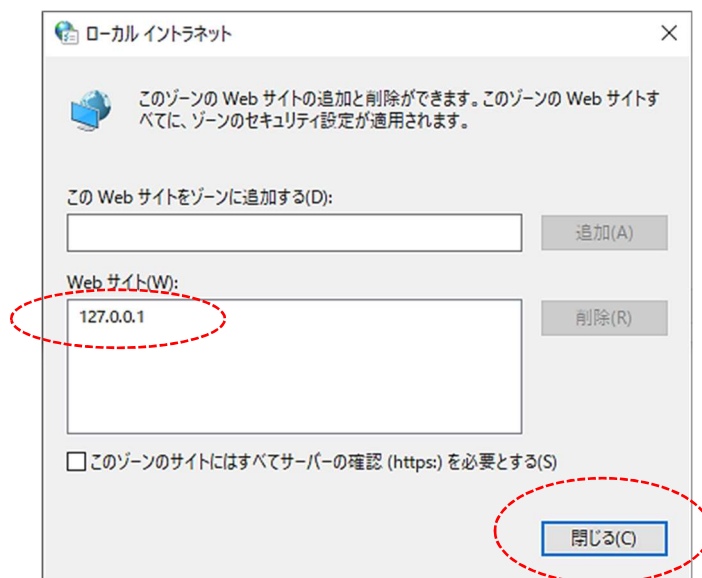 ローカル イントラネット
このゾーンの Web サイトの追加と削除ができます。このゾーンの Web サイトす
べてに、ゾーンのセキュリティ設定が適用されます。
この Web サイトをゾーンに追加する(D):
追加(A)
Web サイト(W):
127.0.0.1
削除(R)
このゾーンのサイトにはすべてサーバーの確認 (https:) を必要とする(S)
閉じる(C)